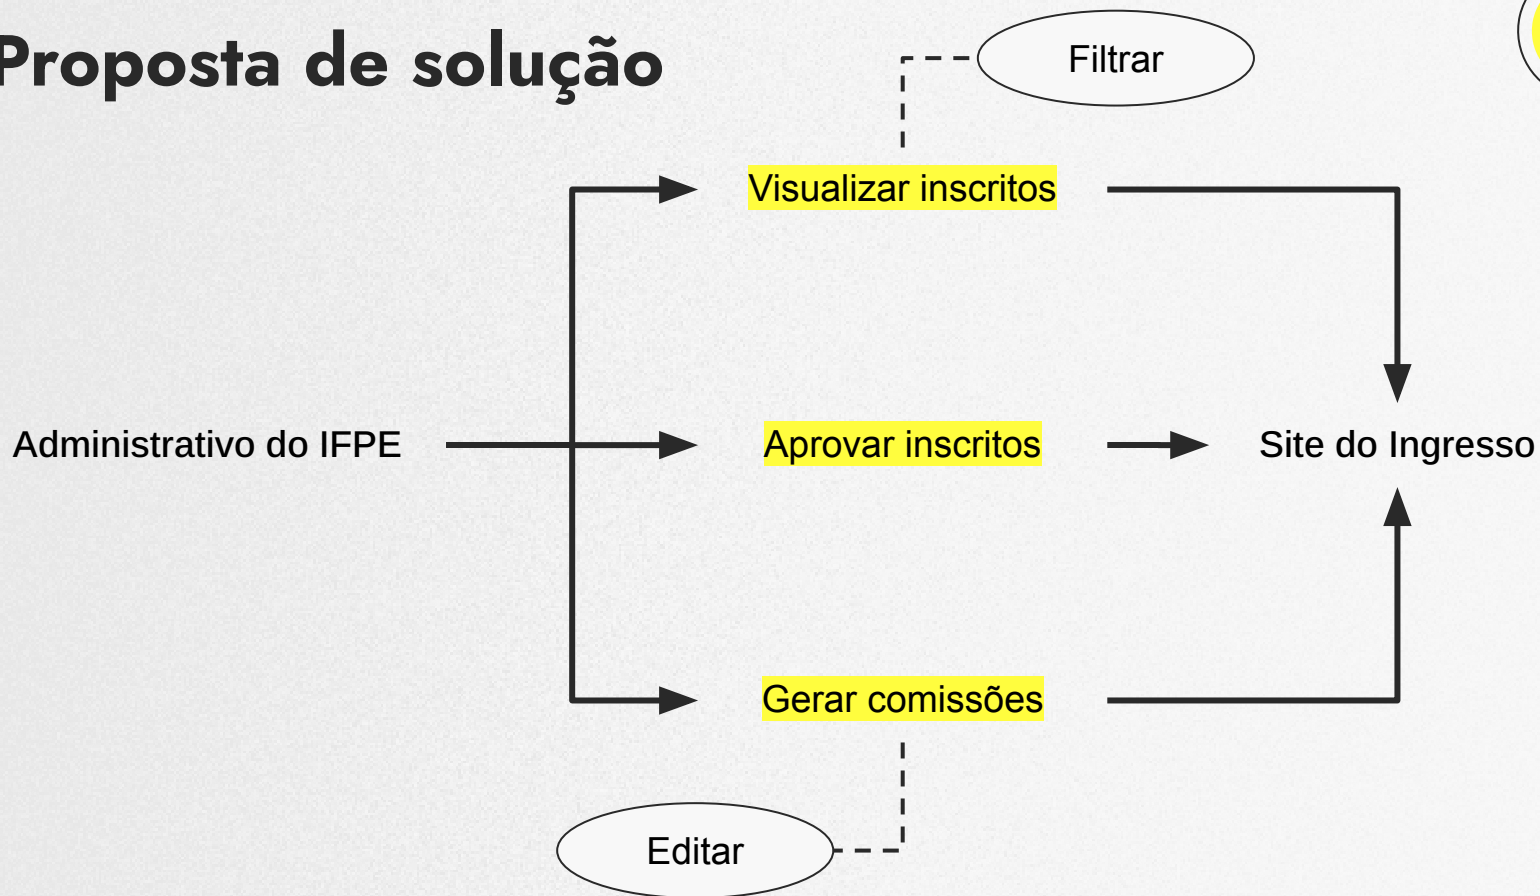 Proposta de solução
Filtrar
Visualizar inscritos
Administrativo do IFPE
Aprovar inscritos
Site do Ingresso
Gerar comissões
Editar